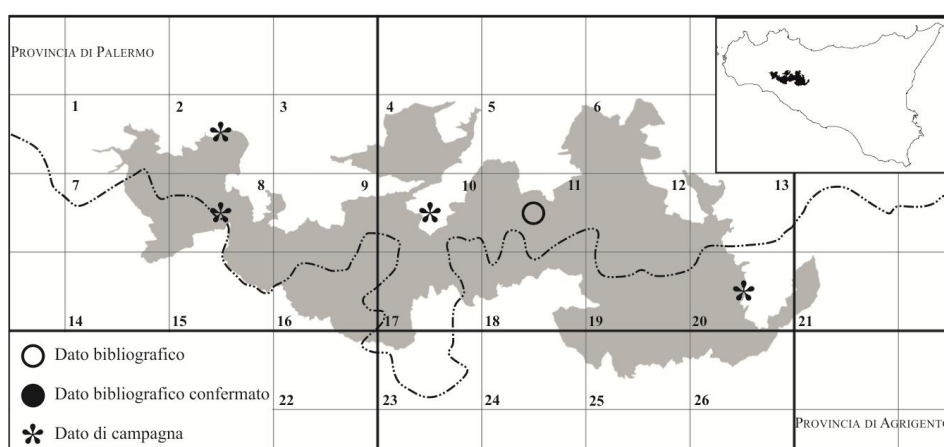 PROVINCIA DI PALERMO
1 2 3 4 5 6
7 8 9 10 11 12 13
14 15 16 17 18 19 20 21
Dato bibliografico
Dato bibliografico confermato
22 23 24 25 26
Dato di campagna
PROVINCIA DI AGRIGENTO